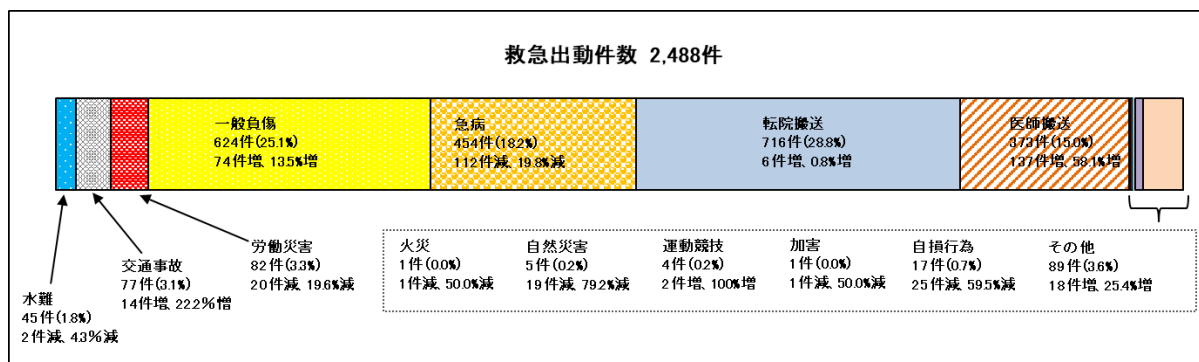 救急出動件数 2,488件
一般負傷
624件(25.1%)
74件増、13.5%増
急病
454件(18.2%)
112件減、19.8%減
転院搬送
716件(28.8%)
6件増、0.8%増
医師搬送
373件(15.0%)
137件増、58.1%増
水難
45件(1.8%)
2件減、4.3%減
交通事故
77件(3.1%)
14件増、22.2%増
労働災害
82件(3.3%)
20件減、19.6%減
火災
1件(0.0%)
1件減、50.0%減
自然災害
5件(0.2%)
19件減、79.2%減
運動競技
4件(0.2%)
2件増、100%増
加害
1件(0.0%)
1件減、50.0%減
自損行為
17件(0.7%)
25件減、59.5%減
その他
89件(3.6%)
18件増、25.4%増